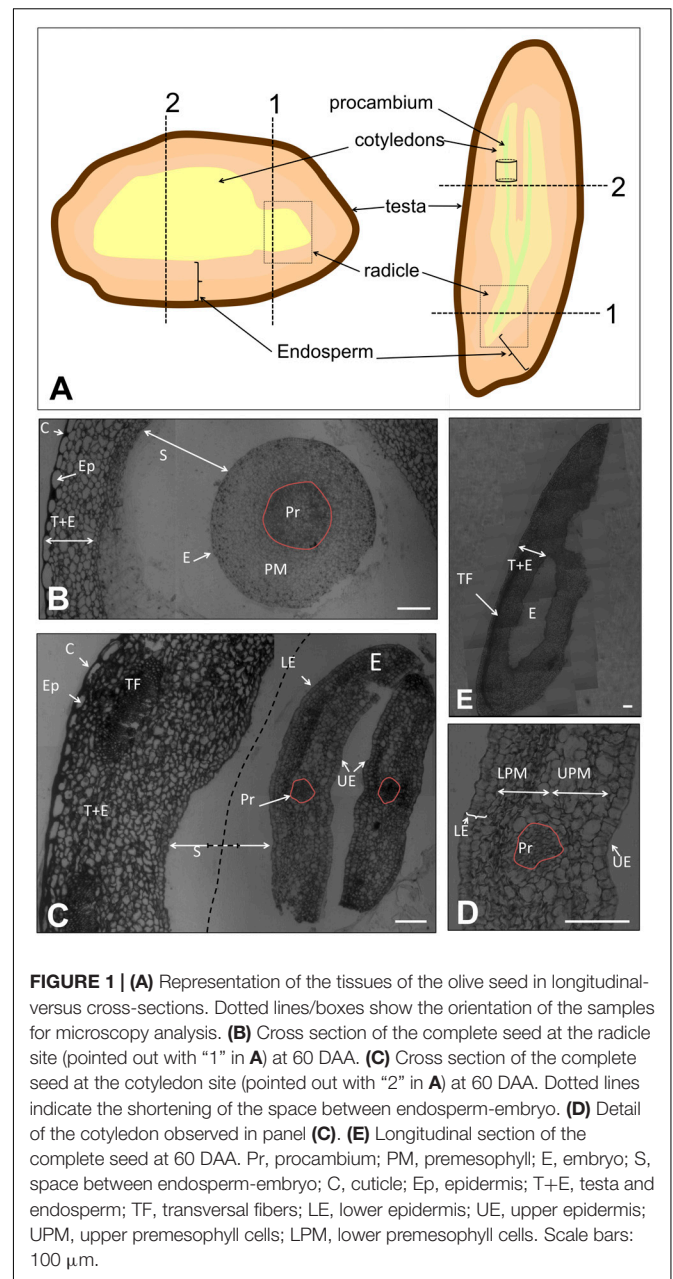 2
1
procambium
cotyledons
2
testa
radicle
1
Endosperm
A
C
Ep
S
T+E
Pr
E
PM
B
T+E
TF
E
E
C
Ep
TF
LE
E
UE
Pr
T+E
S
C
LPM
UPM
LE
Pr
UE
D
FIGURE 1 | (A) Representation of the tissues of the olive seed in longitudinal-
versus cross-sections. Dotted lines/boxes show the orientation of the samples
for microscopy analysis. (B) Cross section of the complete seed at the radicle
site (pointed out with “1” in A) at 60 DAA. (C) Cross section of the complete
seed at the cotyledon site (pointed out with “2” in A) at 60 DAA. Dotted lines
indicate the shortening of the space between endosperm-embryo. (D) Detail
of the cotyledon observed in panel (C). (E) Longitudinal section of the
complete seed at 60 DAA. Pr, procambium; PM, premesophyll; E, embryo; S,
space between endosperm-embryo; C, cuticle; Ep, epidermis; T+E, testa and
endosperm; TF, transversal fibers; LE, lower epidermis; UE, upper epidermis;
UPM, upper premesophyll cells; LPM, lower premesophyll cells. Scale bars:
100 μm.